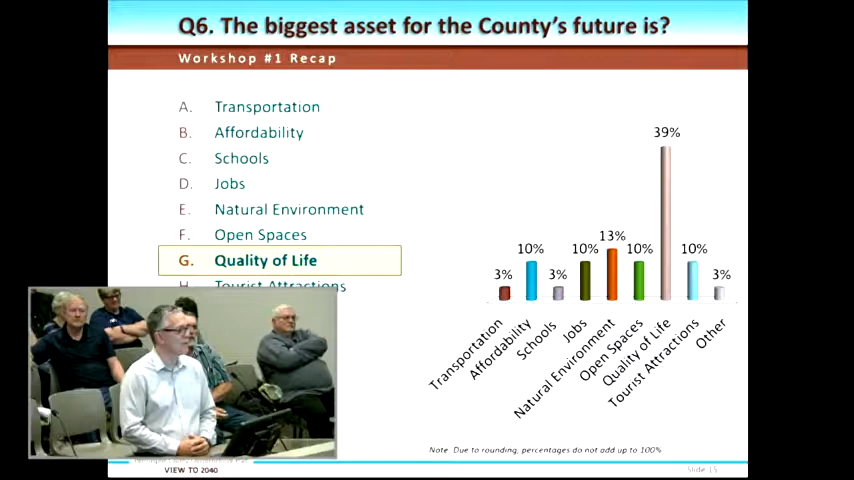 Q6. The biggest asset for the County's future is?
Workshop #1 Recap
A. Transportation
B. Affordability
C. Schools
D. Jobs
E. Natural Environment
F. Open Spaces
G. Quality of Life
H. Tourist Attractions
39%
13%
10%
10%
10%
10%
3%
3%
3%
Transportation
Affordability
Schools
Jobs
Natural Environment
Open Spaces
Quality of Life
Tourist Attractions
Other
Note: Due to rounding, percentages do not add up to 100%
VIEW TO 2040
Slide 15